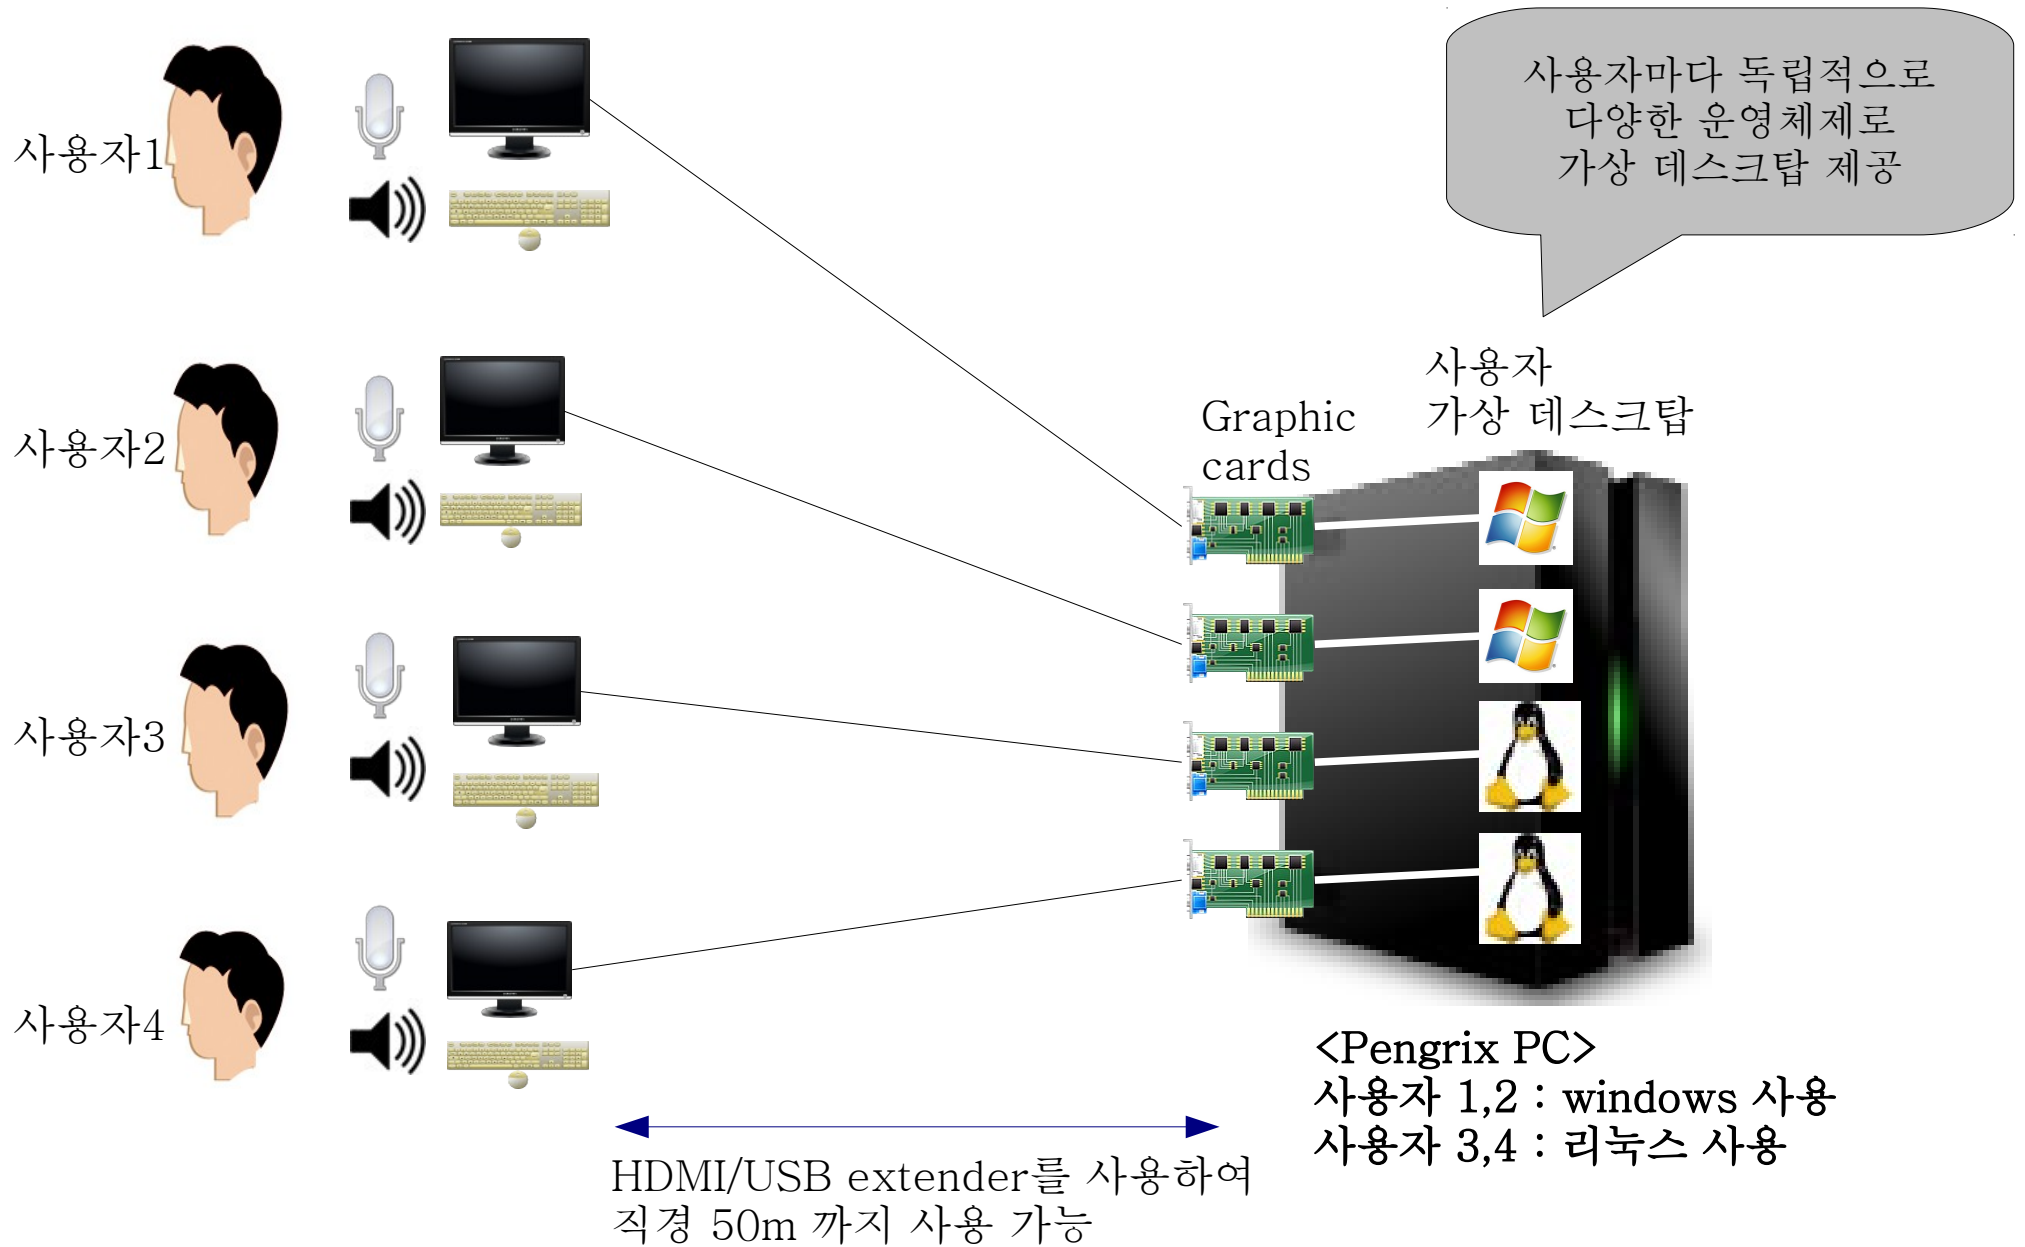 사용자마다 독립적으로
다양한 운영체제로
가상 데스크탑 제공
사용자1
사용자2
사용자3
사용자4
Graphic
cards
사용자
가상 데스크탑
<Pengrix PC>
사용자 1,2 : windows 사용
사용자 3,4 : 리눅스 사용
HDMI/USB extender를 사용하여
직경 50m 까지 사용 가능